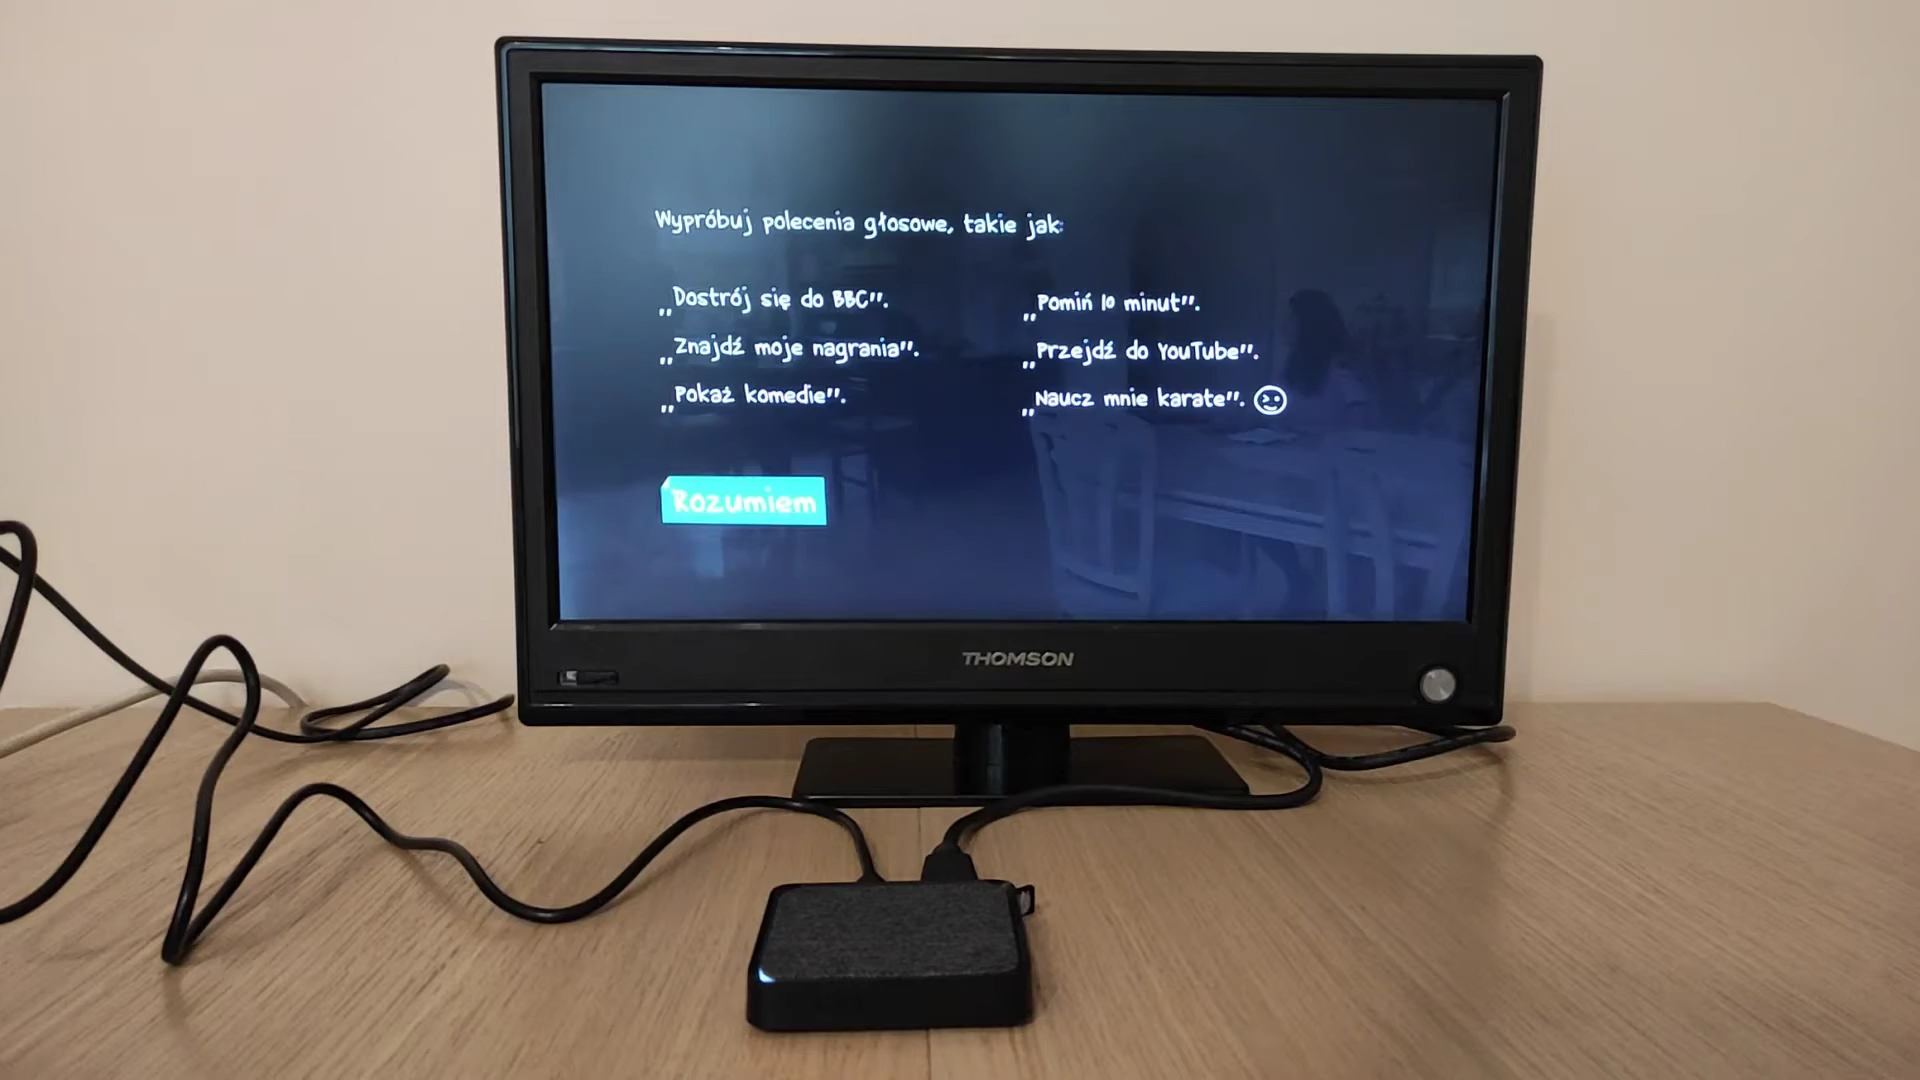 Wypróbuj polecenia głosowe, takie jak:
„Dostrój się do BBC”.
„Znajdź moje nagrania”.
„Pokaż komedie”.
„Pomiń 10 minut”.
„Przejdź do YouTube”.
„Naucz mnie karate”. 😉
Rozumiem
THOMSON